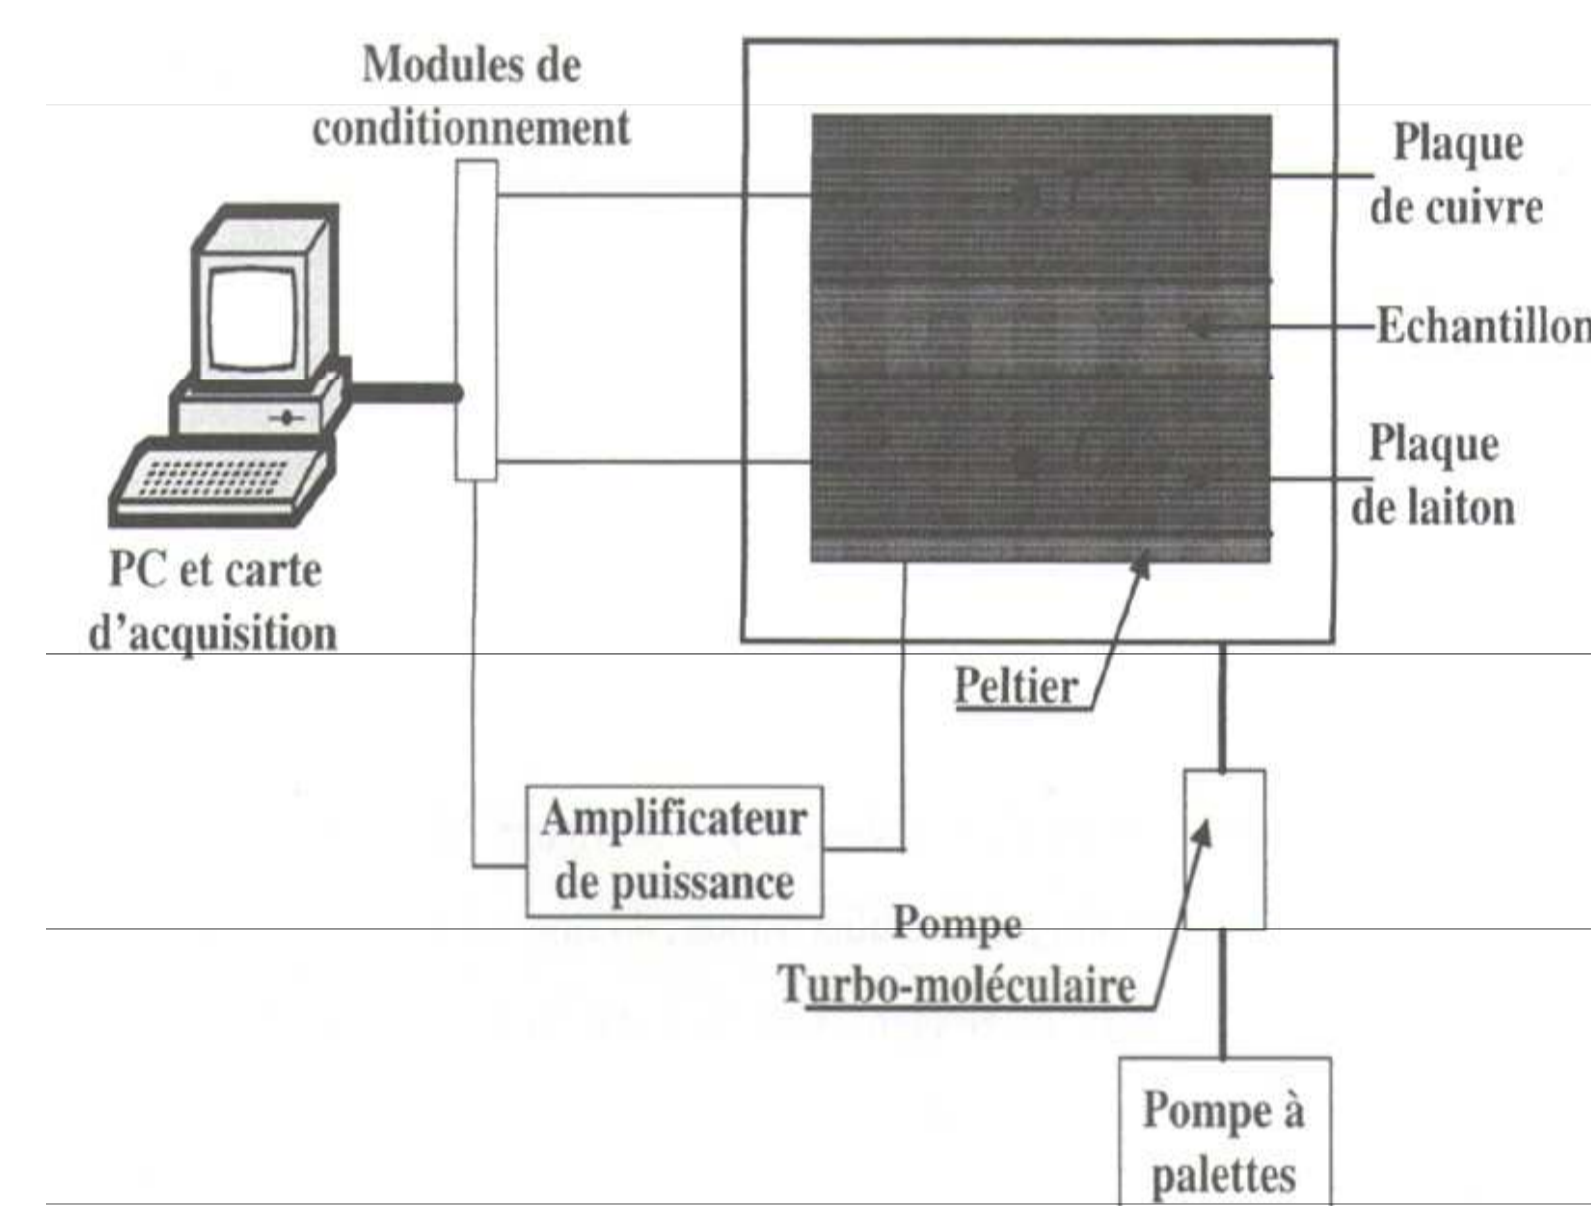 Modules de
conditionnement
Plaque
de cuivre
Echantillon
Plaque
de laiton
PC et carte
d'acquisition
Peltier
Amplificateur
de puissance
Pompe
Turbo-moléculaire
Pompe à
palettes